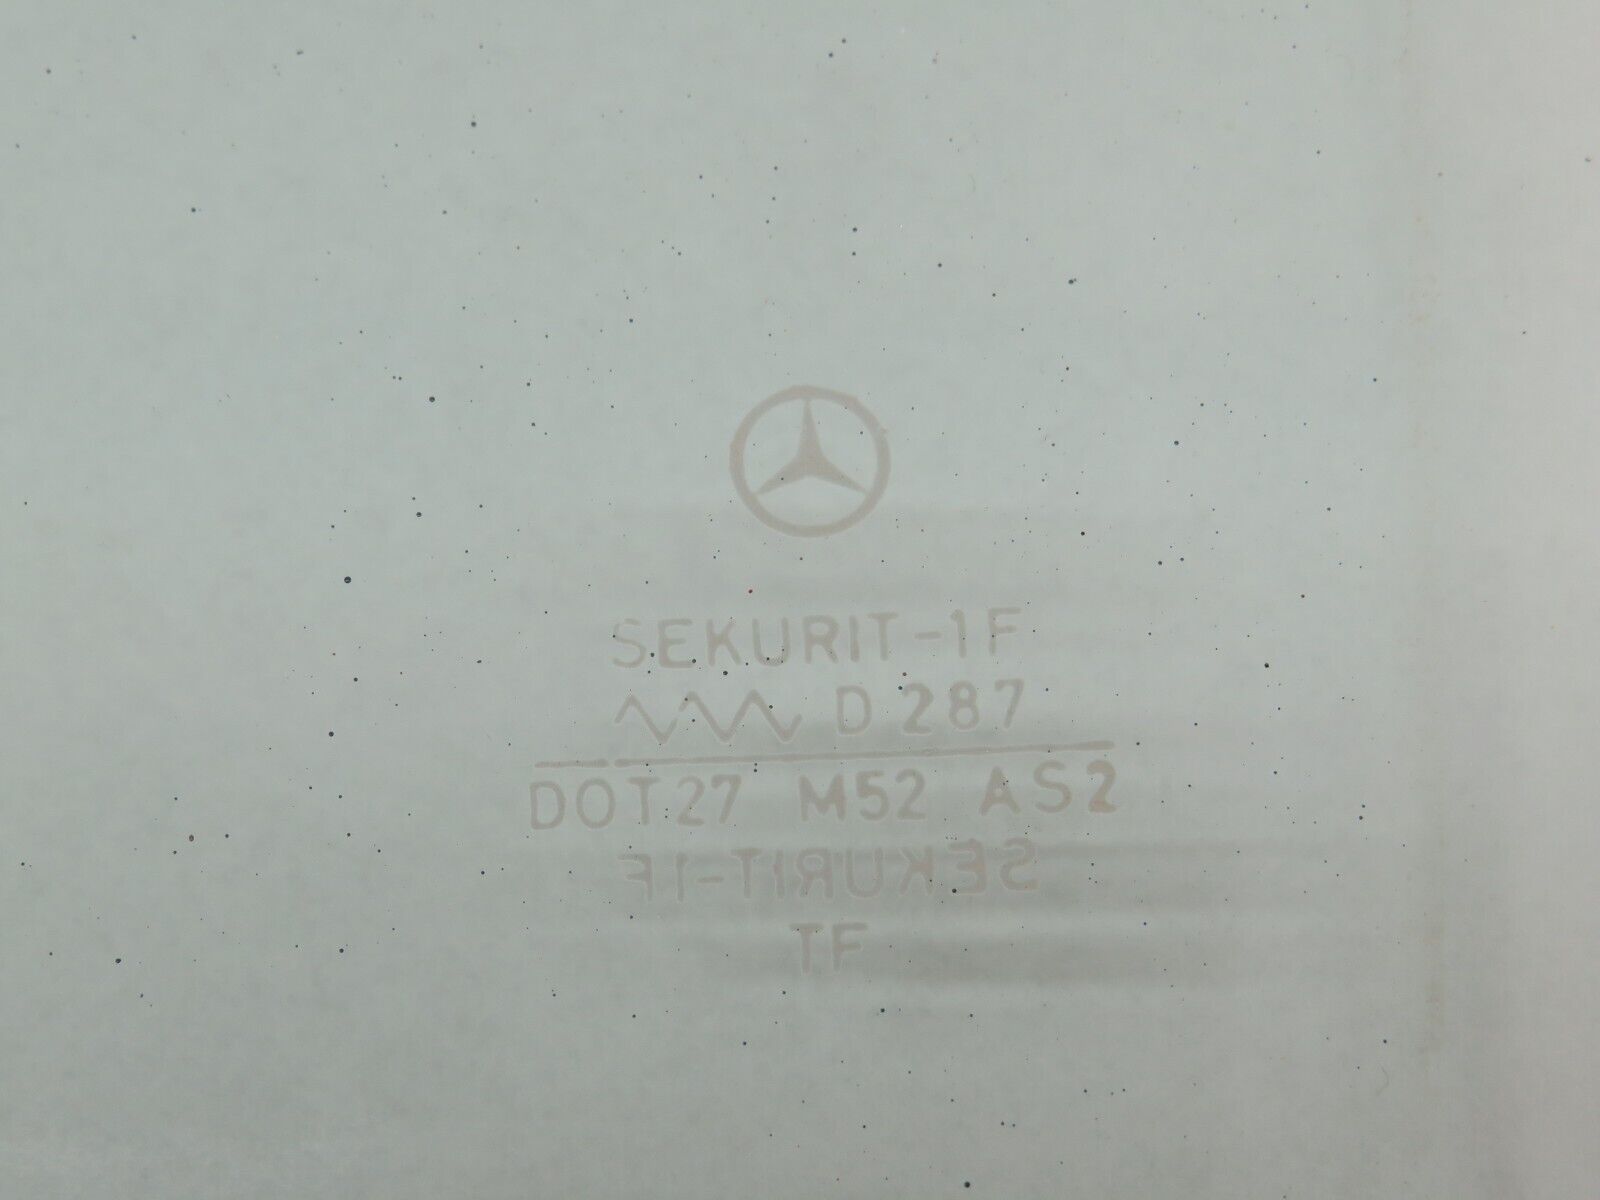 SEKURIT-1F
D 287
DOT27 M52 AS2
SEKURIT-1F
TF